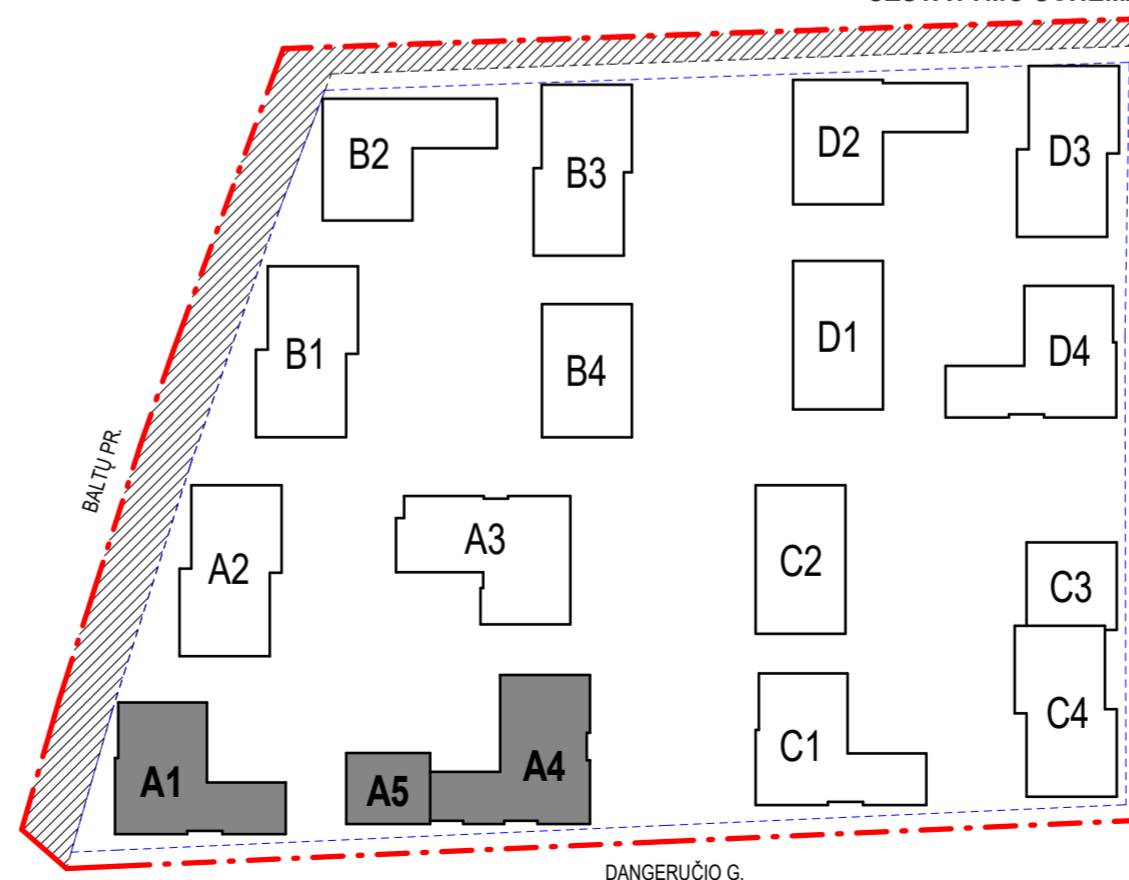 B2
B3
D2
D3
B1
B4
D1
D4
BALTŲ PR.
A2
A3
C2
C3
A1
A5
A4
C1
C4
DANGERUČIO G.